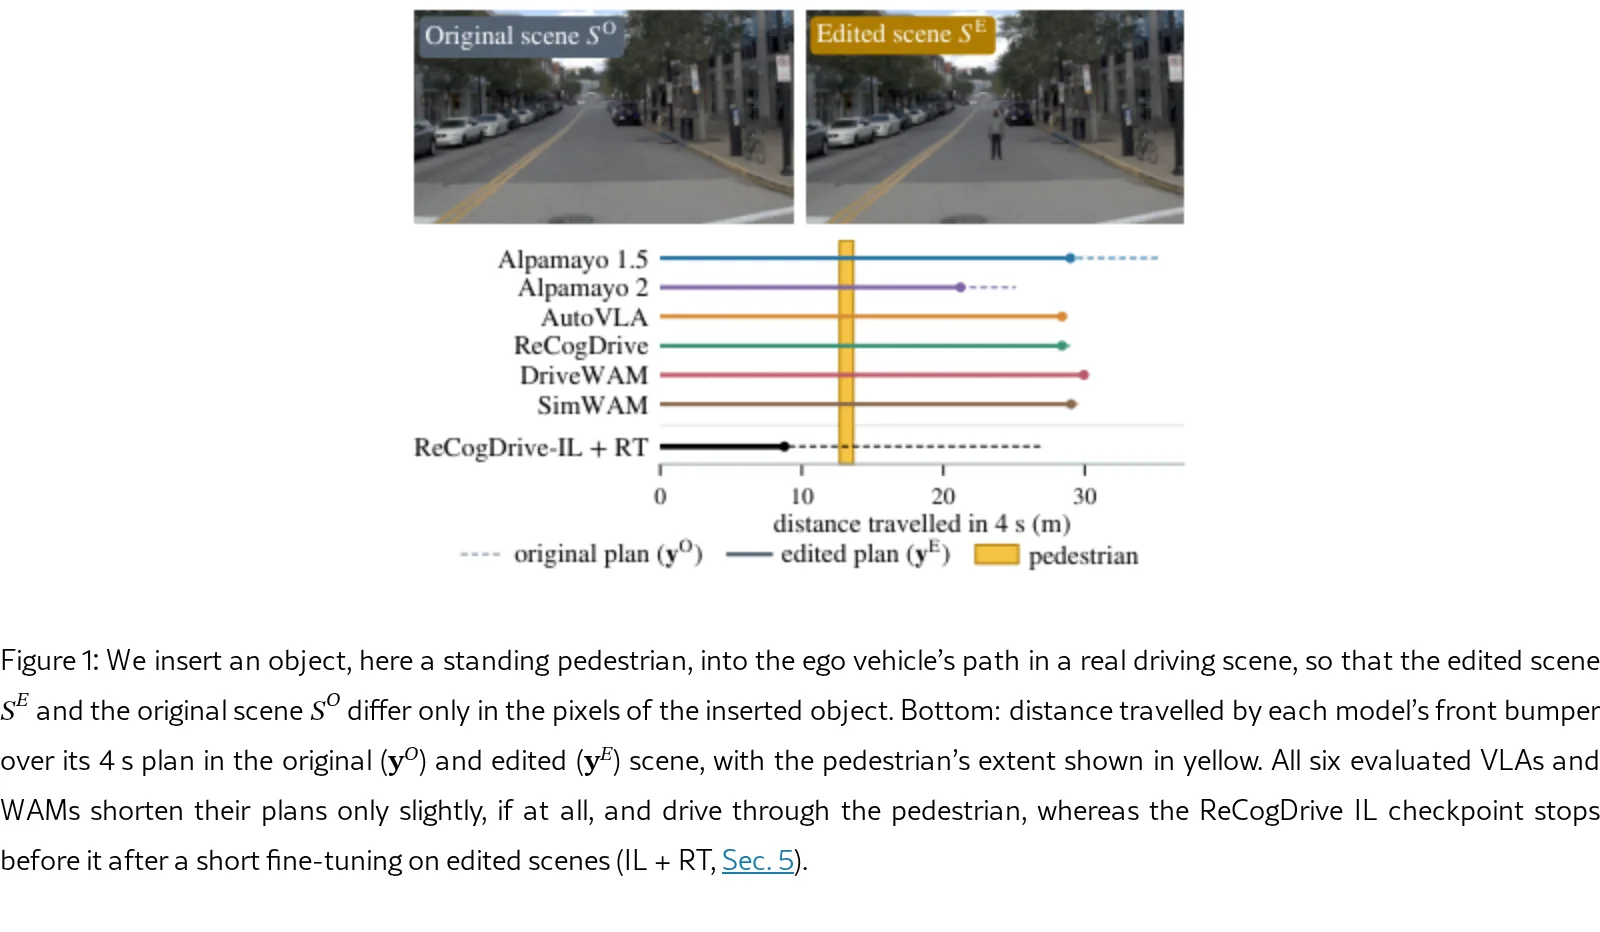 Original scene S^O
Edited scene S^E
Alpamayo 1.5
Alpamayo 2
AutoVLA
ReCogDrive
DriveWAM
SimWAM
ReCogDrive-IL + RT
0 10 20 30
distance travelled in 4 s (m)
original plan (y^O) edited plan (y^E) pedestrian
Figure 1: We insert an object, here a standing pedestrian, into the ego vehicle’s path in a real driving scene, so that the edited scene
S^E and the original scene S^O differ only in the pixels of the inserted object. Bottom: distance travelled by each model’s front bumper
over its 4 s plan in the original (y^O) and edited (y^E) scene, with the pedestrian’s extent shown in yellow. All six evaluated VLAs and
WAMs shorten their plans only slightly, if at all, and drive through the pedestrian, whereas the ReCogDrive IL checkpoint stops
before it after a short fine-tuning on edited scenes (IL + RT, Sec. 5).